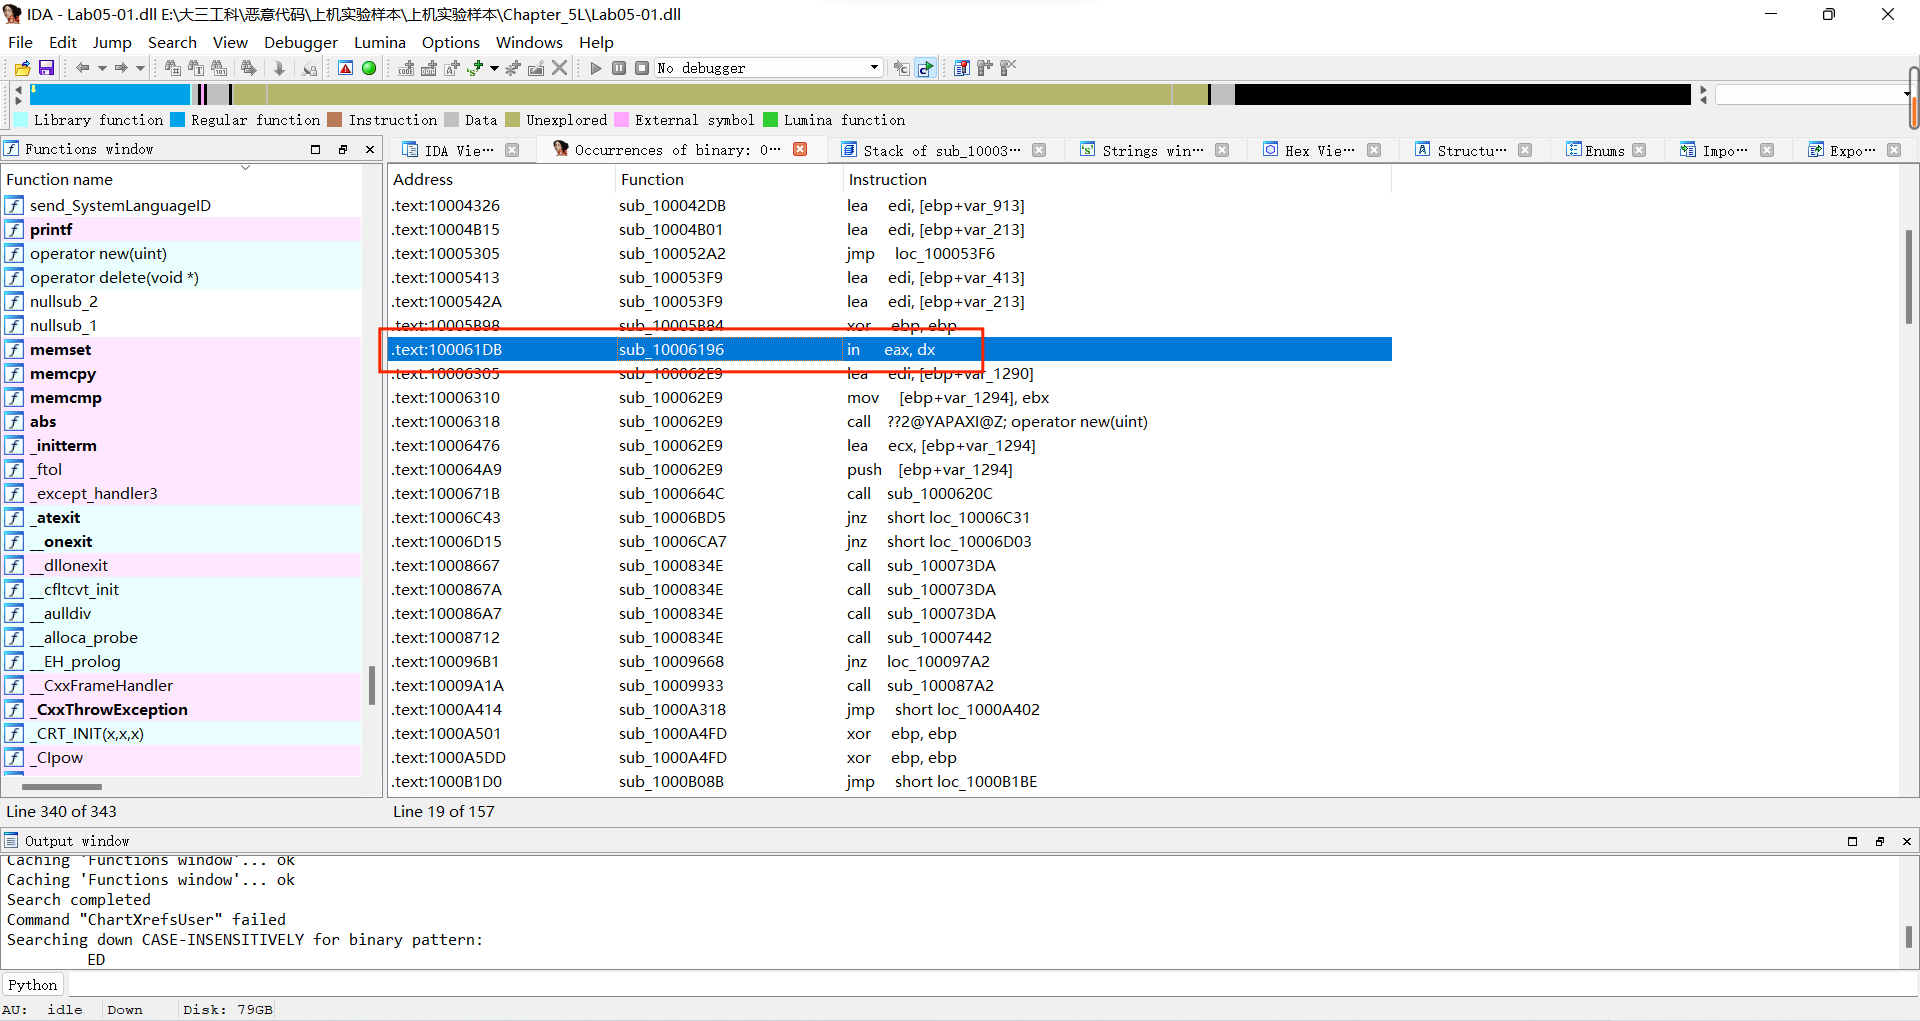 IDA - Lab05-01.dll E:\大三工科\恶意代码\上机实验样本\上机实验样本\Chapter_5L\Lab05-01.dll
File Edit Jump Search View Debugger Lumina Options Windows Help
No debugger
Library function Regular function Instruction Data Unexplored External symbol Lumina function
Functions window
IDA Vie··· Occurrences of binary: 0··· Stack of sub_10003··· Strings win··· Hex Vie··· Structu··· Enums Impo··· Expo···
Function name
send_SystemLanguageID
printf
operator new(uint)
operator delete(void *)
nullsub_2
nullsub_1
memset
memcpy
memcmp
abs
_initterm
_ftol
_except_handler3
_atexit
__onexit
__dllonexit
__cfltcvt_init
__aulldiv
__alloca_probe
__EH_prolog
__CxxFrameHandler
_CxxThrowException
_CRT_INIT(x,x,x)
_CIpow
Line 340 of 343
Address Function Instruction
.text:10004326 sub_100042DB lea edi, [ebp+var_913]
.text:10004B15 sub_10004B01 lea edi, [ebp+var_213]
.text:10005305 sub_100052A2 jmp loc_100053F6
.text:10005413 sub_100053F9 lea edi, [ebp+var_413]
.text:1000542A sub_100053F9 lea edi, [ebp+var_213]
.text:10005B98 sub_10005B84 xor ebp, ebp
.text:100061DB sub_10006196 in eax, dx
.text:10006305 sub_100062E9 lea edi, [ebp+var_1290]
.text:10006310 sub_100062E9 mov [ebp+var_1294], ebx
.text:10006318 sub_100062E9 call ??2@YAPAXI@Z; operator new(uint)
.text:10006476 sub_100062E9 lea ecx, [ebp+var_1294]
.text:100064A9 sub_100062E9 push [ebp+var_1294]
.text:1000671B sub_1000664C call sub_1000620C
.text:10006C43 sub_10006BD5 jnz short loc_10006C31
.text:10006D15 sub_10006CA7 jnz short loc_10006D03
.text:10008667 sub_1000834E call sub_100073DA
.text:1000867A sub_1000834E call sub_100073DA
.text:100086A7 sub_1000834E call sub_100073DA
.text:10008712 sub_1000834E call sub_10007442
.text:100096B1 sub_10009668 jnz loc_100097A2
.text:10009A1A sub_10009933 call sub_100087A2
.text:1000A414 sub_1000A318 jmp short loc_1000A402
.text:1000A501 sub_1000A4FD xor ebp, ebp
.text:1000A5DD sub_1000A4FD xor ebp, ebp
.text:1000B1D0 sub_1000B08B jmp short loc_1000B1BE
Line 19 of 157
Output window
Caching 'Functions window'... ok
Caching 'Functions window'... ok
Search completed
Command "ChartXrefsUser" failed
Searching down CASE-INSENSITIVELY for binary pattern:
ED
Python
AU: idle Down Disk: 79GB